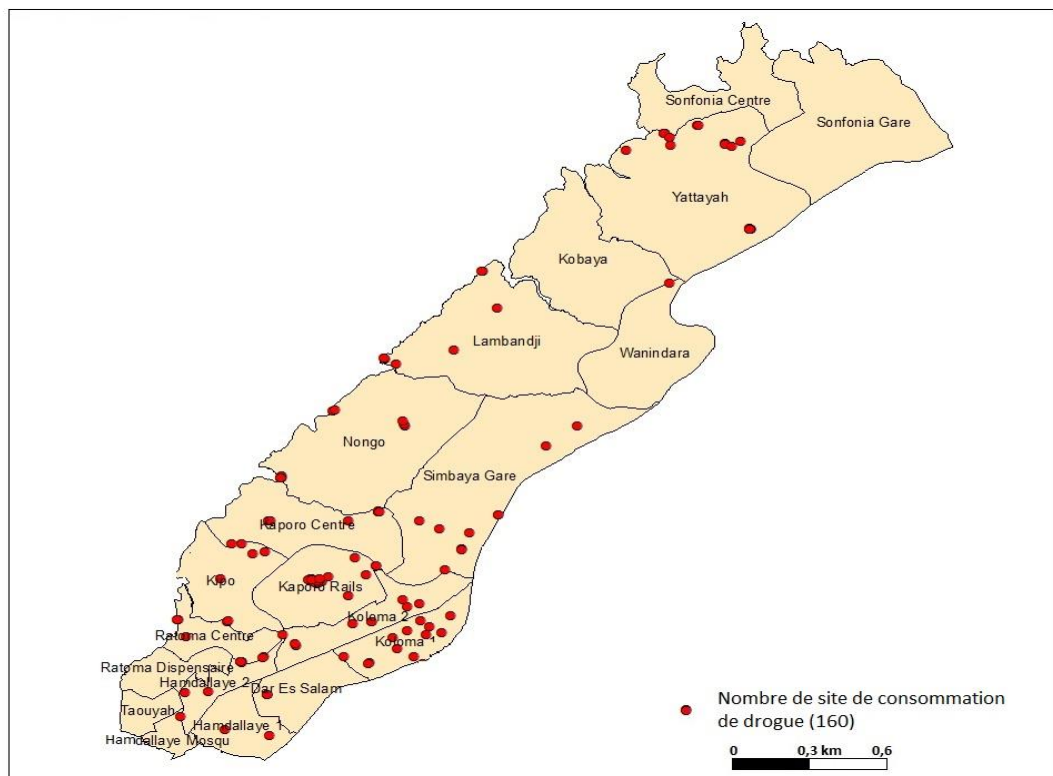 Sonfonia Centre
Sonfonia Gare
Yattayah
Kobaya
Lambandji
Wanindara
Nongo
Simbaya Gare
Kaporo Centre
Kipo
Kaporo Rails
Koloma 2
Ratoma Centre
Koloma 1
Ratoma Dispensaire
Hamdallaye 2
Dar Es Salam
Taouyah
Hamdallaye 1
Hamdallaye Mosqu
Nombre de site de consommation
de drogue (160)
0 0,3 km 0,6